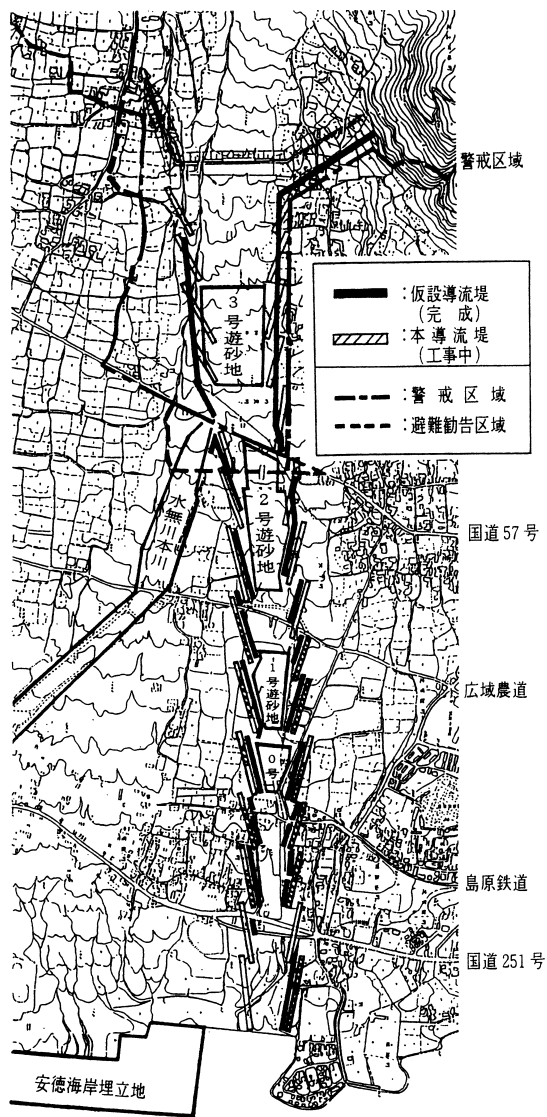 警戒区域
：仮設導流堤
（完　成）
：本導流堤
（工事中）
：警戒区域
：避難勧告区域
3号遊砂地
2号遊砂地
水無川本川
国道57号
1号遊砂地
広域農道
0号
島原鉄道
国道251号
安徳海岸埋立地